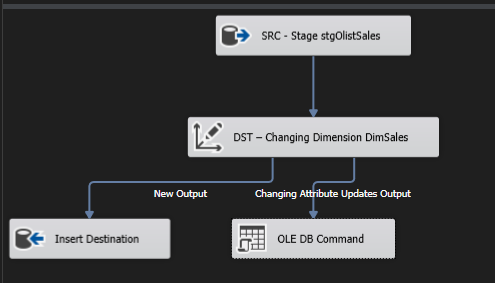 SRC - Stage stgOlistSales
DST – Changing Dimension DimSales
New Output
Changing Attribute Updates Output
Insert Destination
OLE DB Command